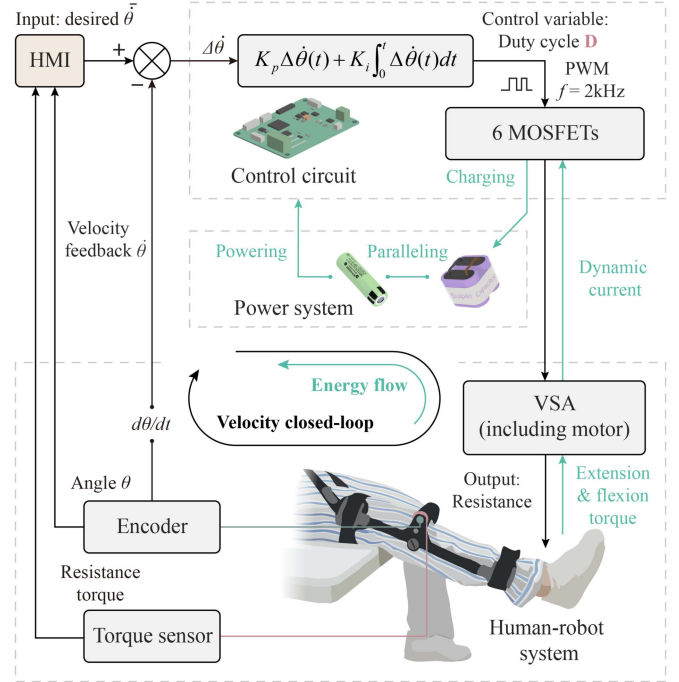 Input: desired θ̄̇
HMI
+
−
Δθ̇
K_p Δθ̇(t) + K_i ∫₀ᵗ Δθ̇(t)dt
Control variable:
Duty cycle D
PWM
f = 2kHz
6 MOSFETs
Control circuit
Charging
Velocity
feedback θ̇
Powering
Paralleling
Power system
Dynamic
current
Energy flow
Velocity closed-loop
VSA
(including motor)
dθ/dt
Angle θ
Encoder
Output:
Resistance
Extension
& flexion
torque
Resistance
torque
Torque sensor
Human-robot
system